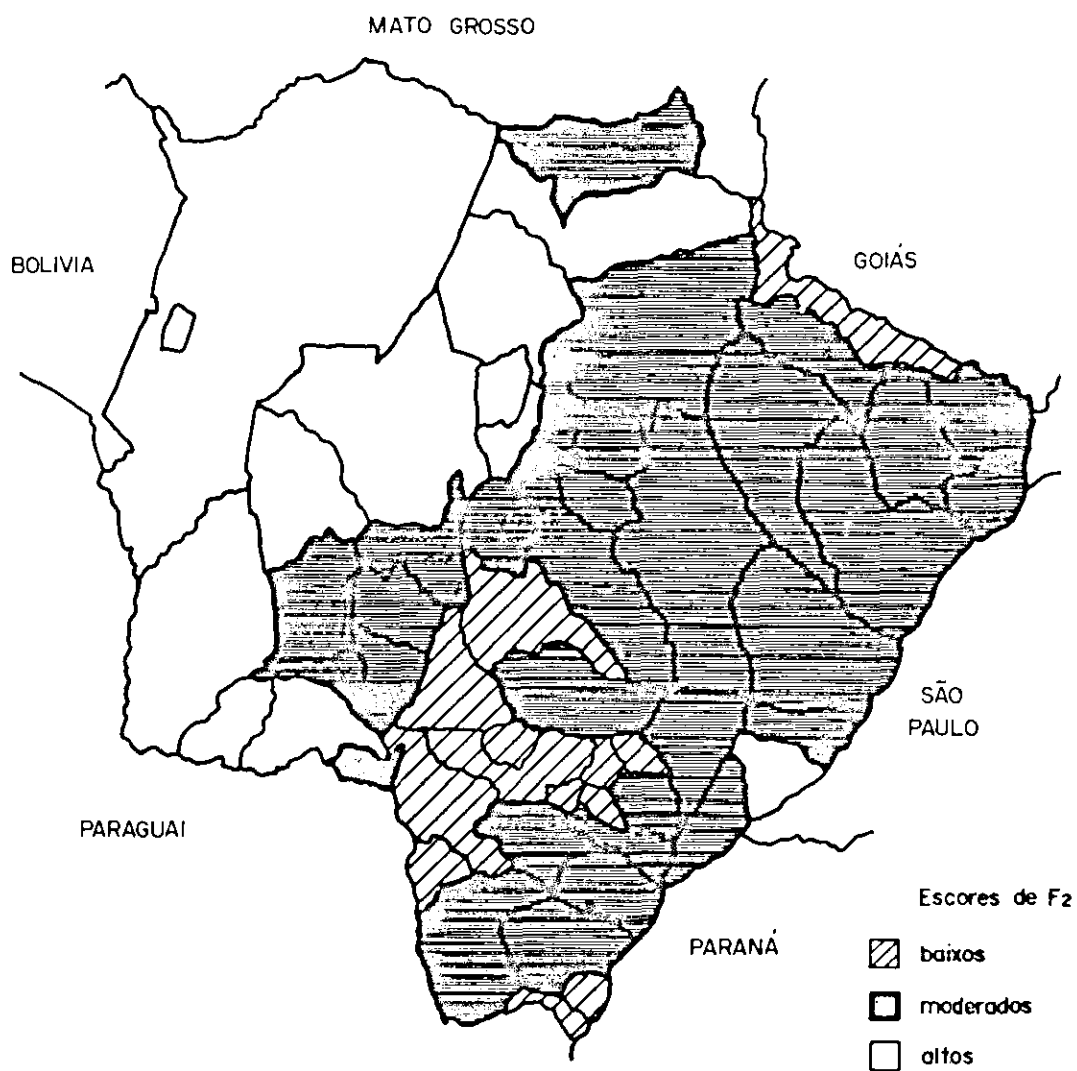 MATO GROSSO
BOLIVIA
GOIÁS
SÃO
PAULO
PARAGUAI
PARANÁ
Escores de F2
baixos
moderados
altos